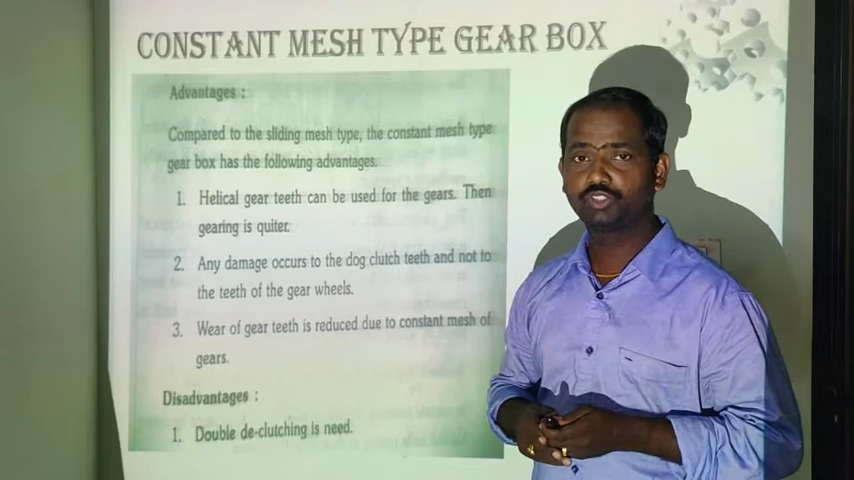 CONSTANT MESH TYPE GEAR BOX
Advantages :
Compared to the sliding mesh type, the constant mesh type
gear box has the following advantages.
1. Helical gear teeth can be used for the gears. Then
gearing is quiter.
2. Any damage occurs to the dog clutch teeth and not to
the teeth of the gear wheels.
3. Wear of gear teeth is reduced due to constant mesh of
gears.
Disadvantages :
1. Double de-clutching is need.